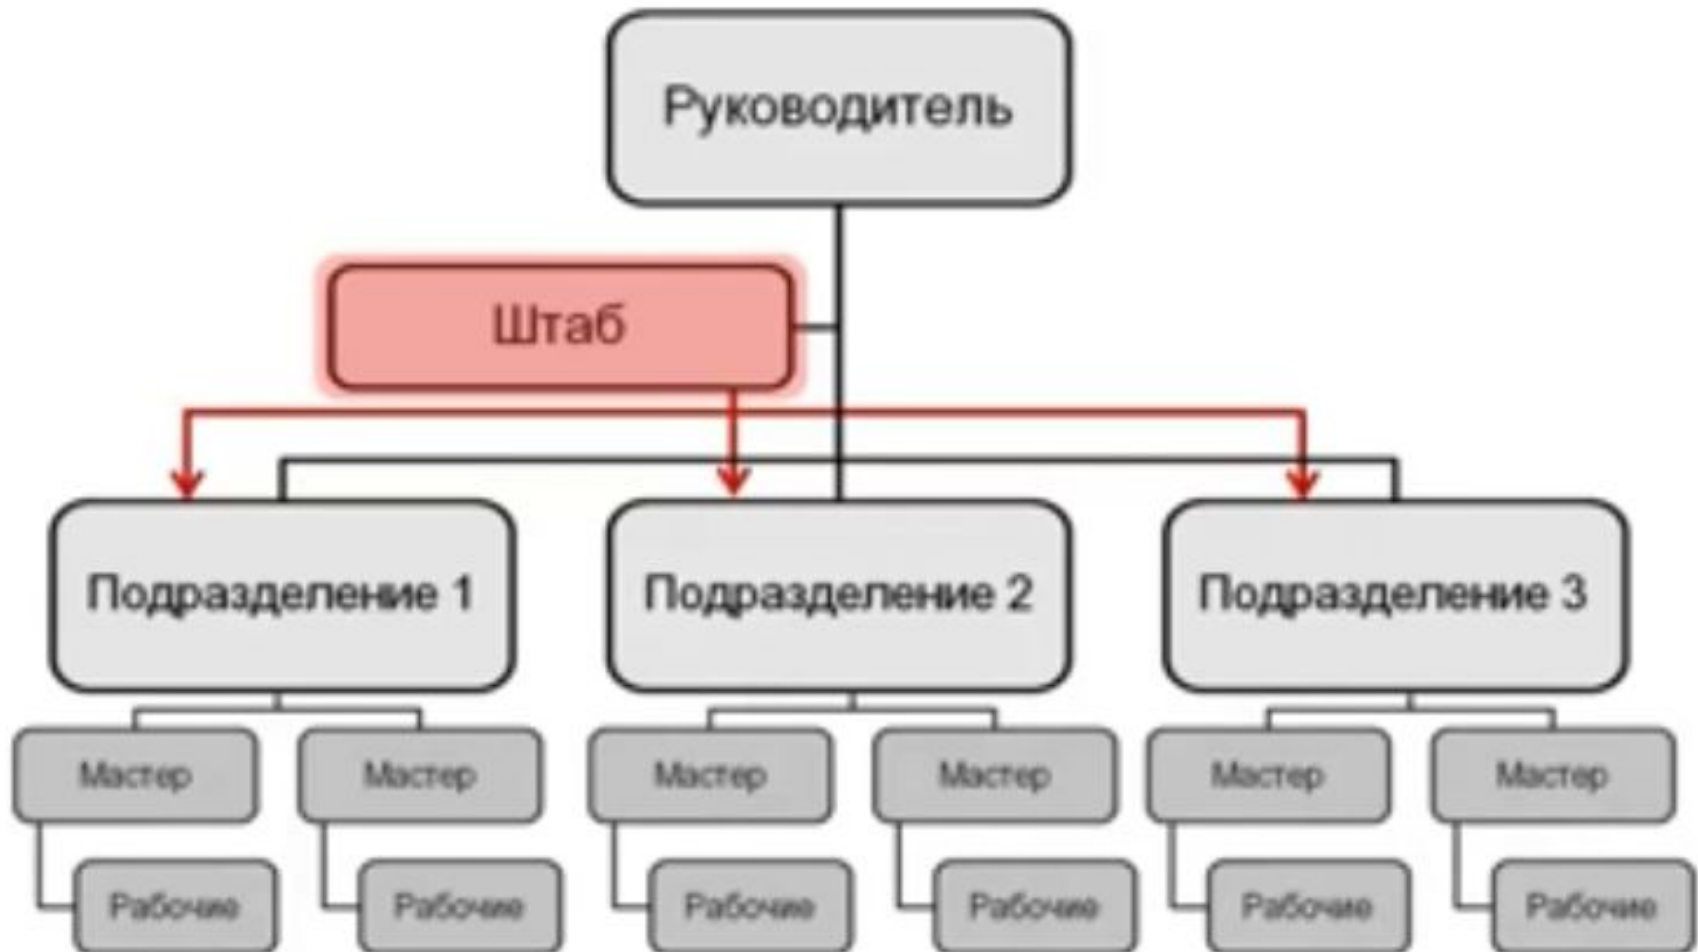 Руководитель
Штаб
Подразделение 1
Подразделение 2
Подразделение 3
Мастер
Мастер
Мастер
Мастер
Мастер
Мастер
Рабочие
Рабочие
Рабочие
Рабочие
Рабочие
Рабочие